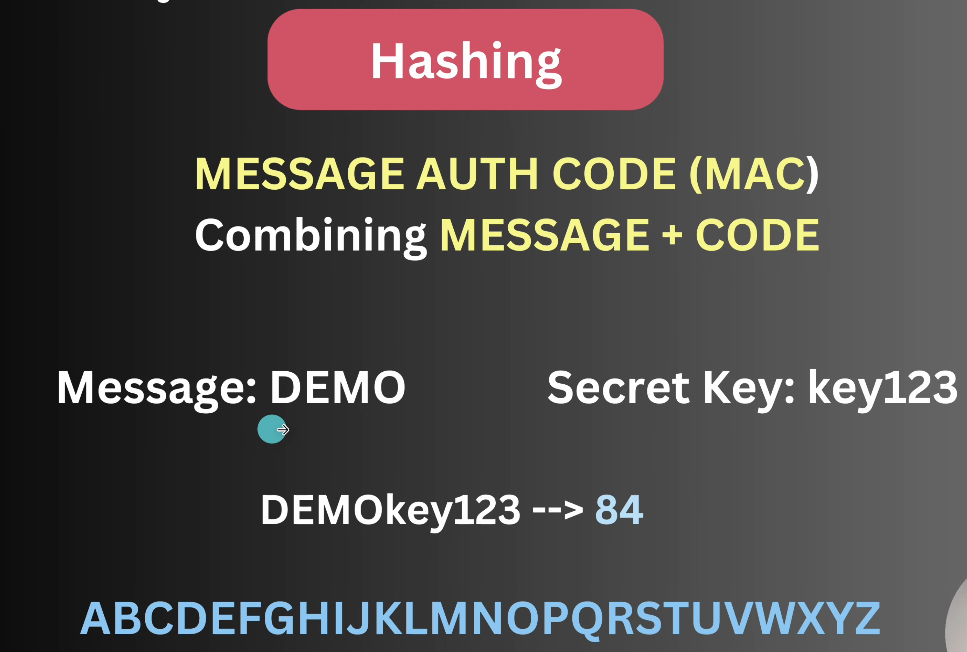 Hashing
MESSAGE AUTH CODE (MAC)
Combining MESSAGE + CODE
Message: DEMO Secret Key: key123
DEMOkey123 --> 84
ABCDEFGHIJKLMNOPQRSTUVWXYZ